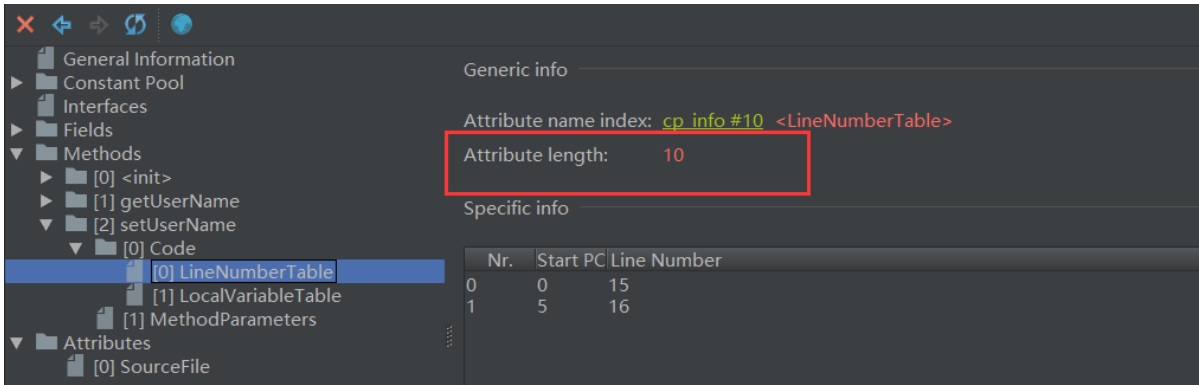 General Information
Constant Pool
Interfaces
Fields
Methods
[0] <init>
[1] getUserName
[2] setUserName
[0] Code
[0] LineNumberTable
[1] LocalVariableTable
[1] MethodParameters
Attributes
[0] SourceFile
Generic info
Attribute name index: cp_info #10 <LineNumberTable>
Attribute length: 10
Specific info
Nr. Start PC Line Number
0 0 15
1 5 16